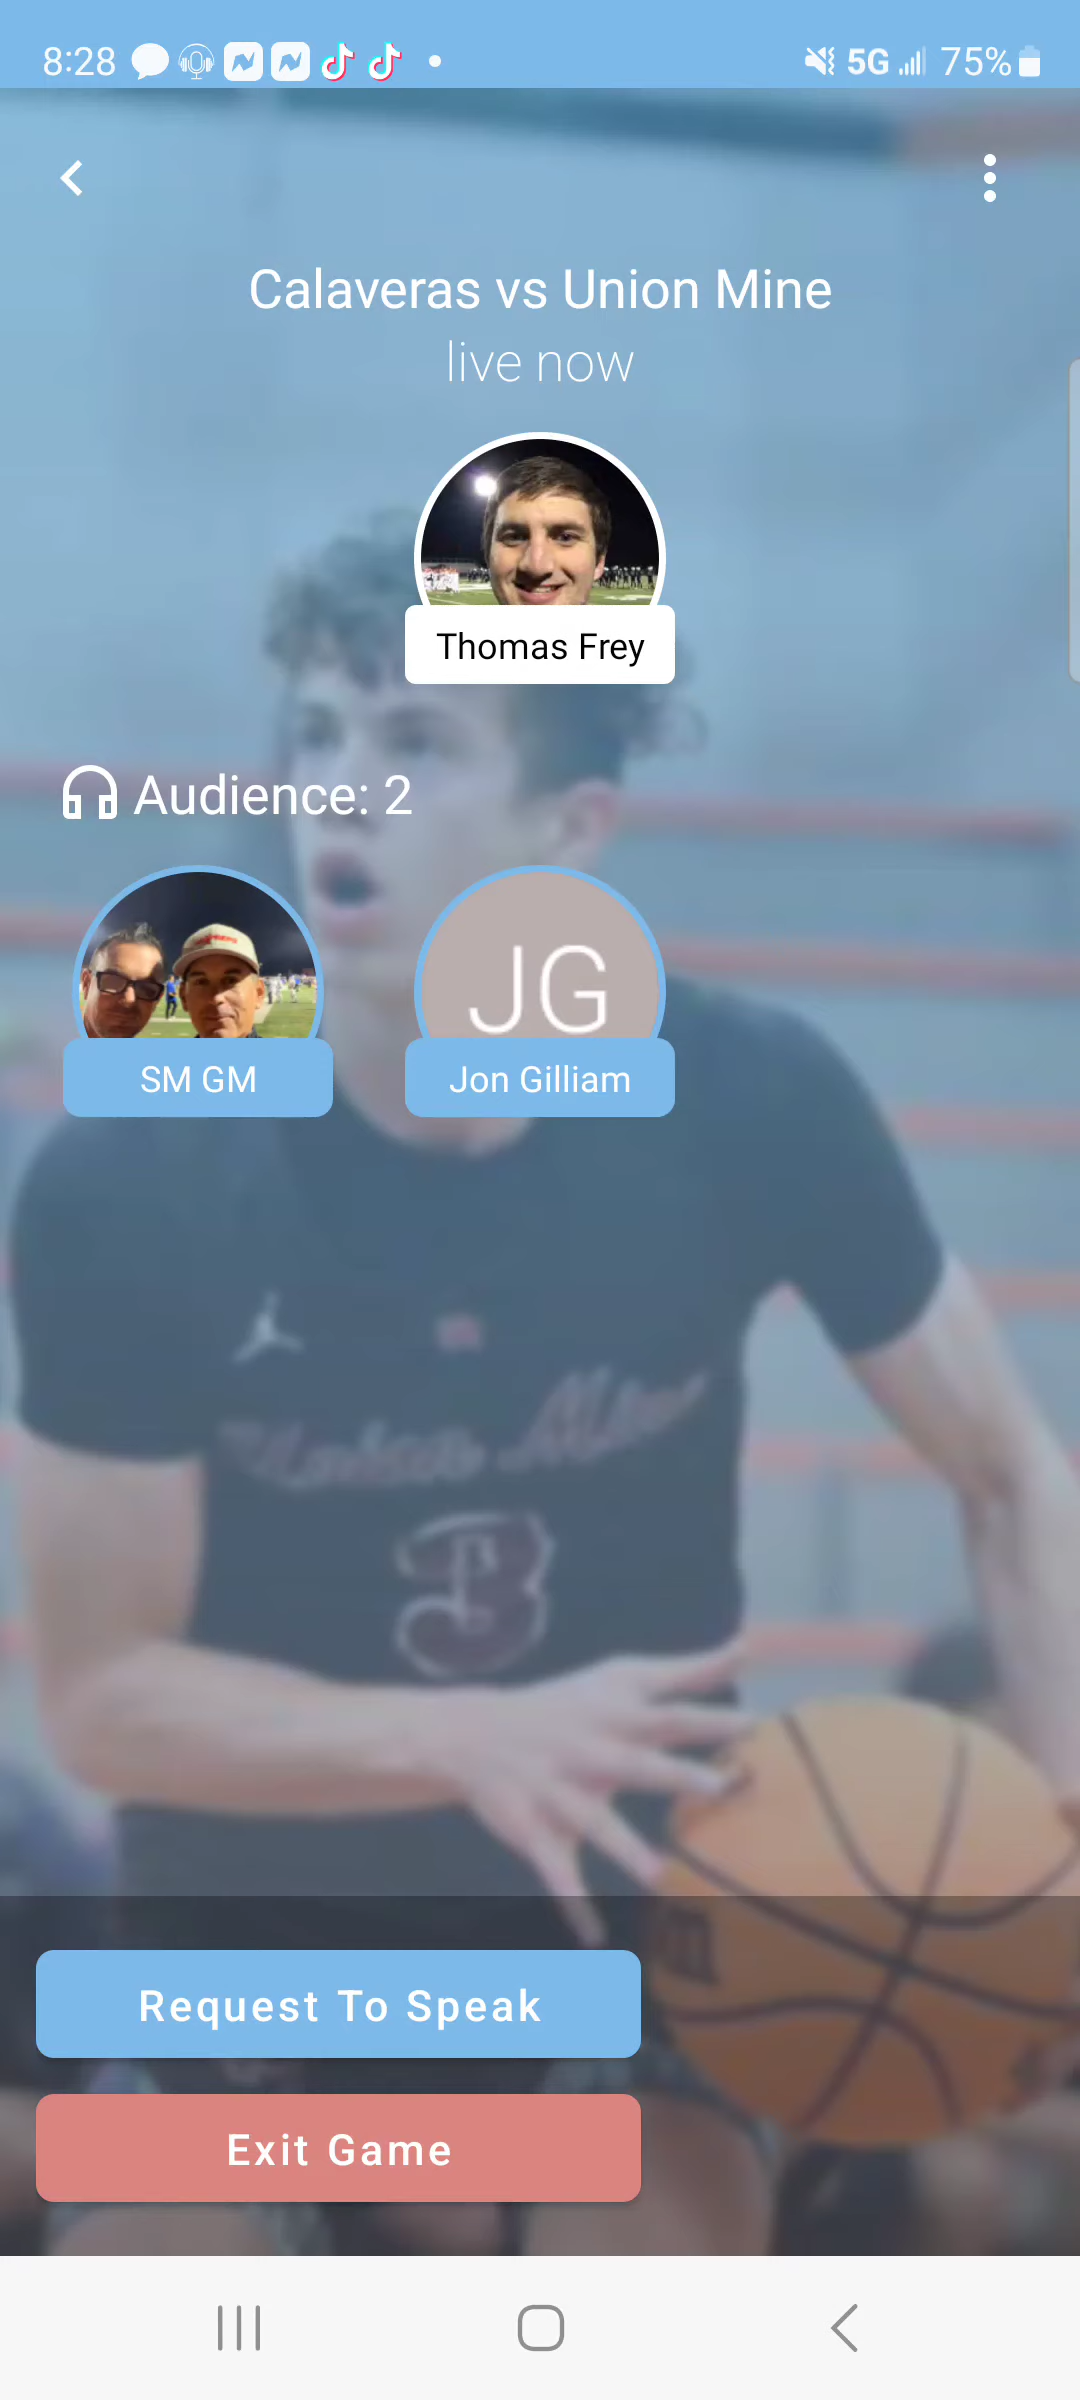 8:28
5G
75%
Calaveras vs Union Mine
live now
Thomas Frey
Audience: 2
SM GM
JG
Jon Gilliam
Request To Speak
Exit Game